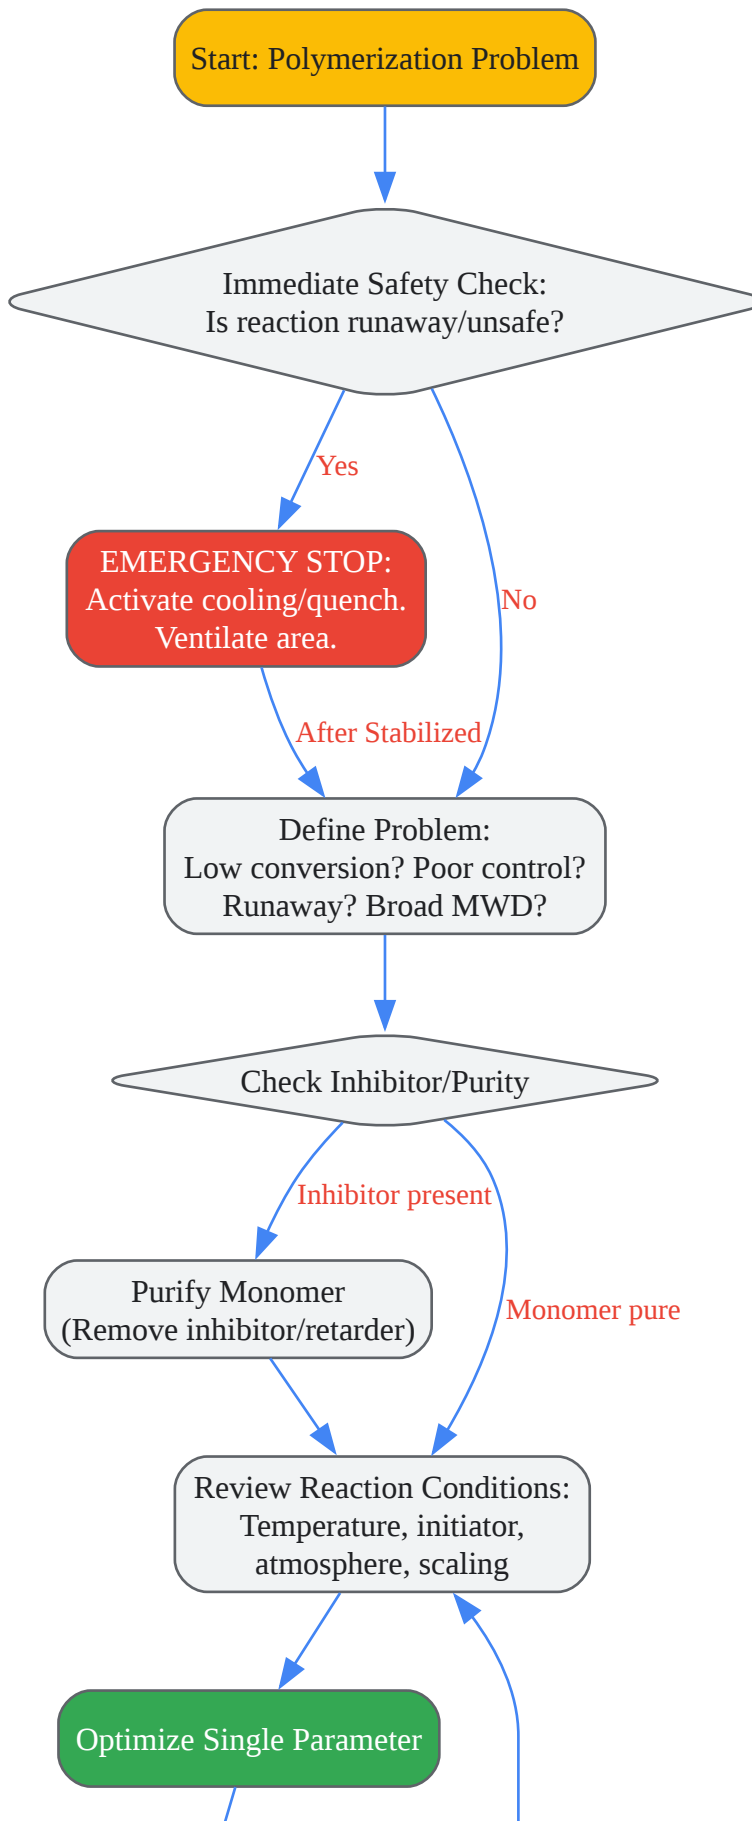 Start: Polymerization Problem
Immediate Safety Check:
Is reaction runaway/unsafe?
Yes
EMERGENCY STOP:
Activate cooling/quench.
Ventilate area.
No
After Stabilized
Define Problem:
Low conversion? Poor control?
Runaway? Broad MWD?
Check Inhibitor/Purity
Inhibitor present
Purify Monomer
(Remove inhibitor/retarder)
Monomer pure
Review Reaction Conditions:
Temperature, initiator,
atmosphere, scaling
Optimize Single Parameter